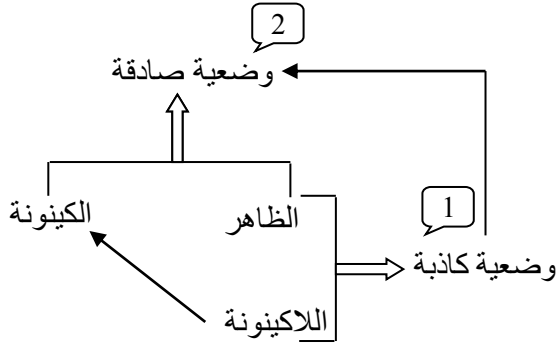 2
وضعية صادقة
الكينونة
الظاهر
1
وضعية كاذبة
اللاكينونة